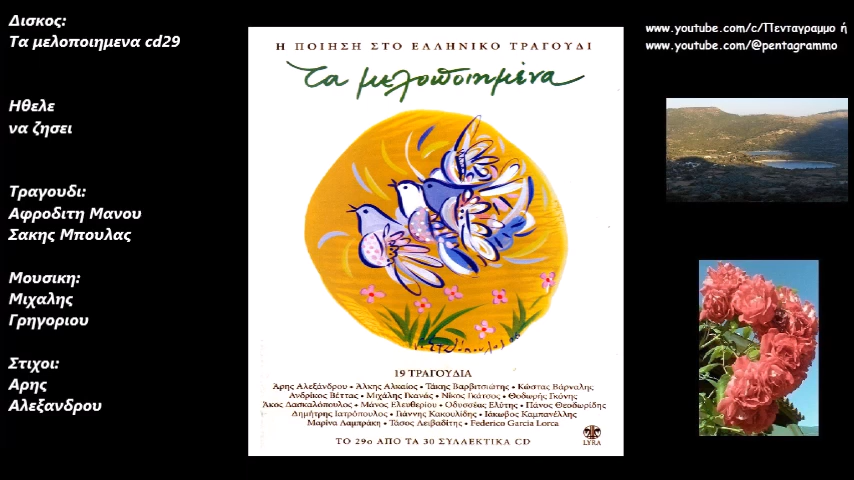 Δισκος:
Τα μελοποιημενα cd29
Ηθελε
να ζησει
Τραγουδι:
Αφροδιτη Μανου
Σακης Μπουλας
Μουσικη:
Μιχαλης
Γρηγοριου
Στιχοι:
Αρης
Αλεξανδρου
Η ΠΟΙΗΣΗ ΣΤΟ ΕΛΛΗΝΙΚΟ ΤΡΑΓΟΥΔΙ
Τα μελοποιημένα
19 ΤΡΑΓΟΥΔΙΑ
Άρης Αλεξάνδρου • Άλκης Αλκαίος • Τάκης Βαρβιτσιώτης • Κώστας Βάρναλης
Ανδρίκος Βέττας • Μιχάλης Γκανάς • Νίκος Γκάτσος • Θοδωρής Γκόνης
Άκος Δασκαλόπουλος • Μάνος Ελευθερίου • Οδυσσέας Ελύτης • Πάνος Θεοδωρίδης
Δημήτρης Ιατρόπουλος • Γιάννης Κακουλίδης • Ιάκωβος Καμπανέλλης
Μαρίνα Λαμπράκη • Τάσος Λειβαδίτης • Federico Garcia Lorca
ΤΟ 29ο ΑΠΟ ΤΑ 30 ΣΥΛΛΕΚΤΙΚΑ CD
LYRA
www.youtube.com/c/Πενταγραμμο ή
www.youtube.com/@pentagrammo